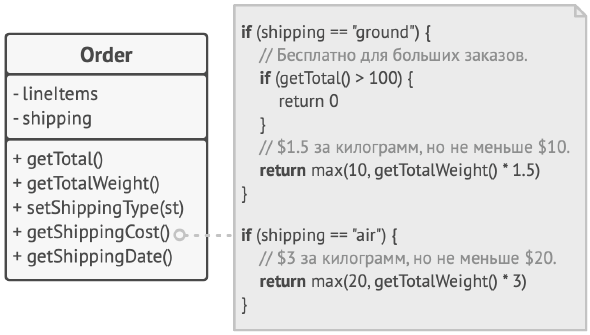 Order
- lineItems
- shipping
+ getTotal()
+ getTotalWeight()
+ setShippingType(st)
+ getShippingCost()
+ getShippingDate()
if (shipping == "ground") {
// Бесплатно для больших заказов.
if (getTotal() > 100) {
return 0
}
// $1.5 за килограмм, но не меньше $10.
return max(10, getTotalWeight() * 1.5)
}
if (shipping == "air") {
// $3 за килограмм, но не меньше $20.
return max(20, getTotalWeight() * 3)
}